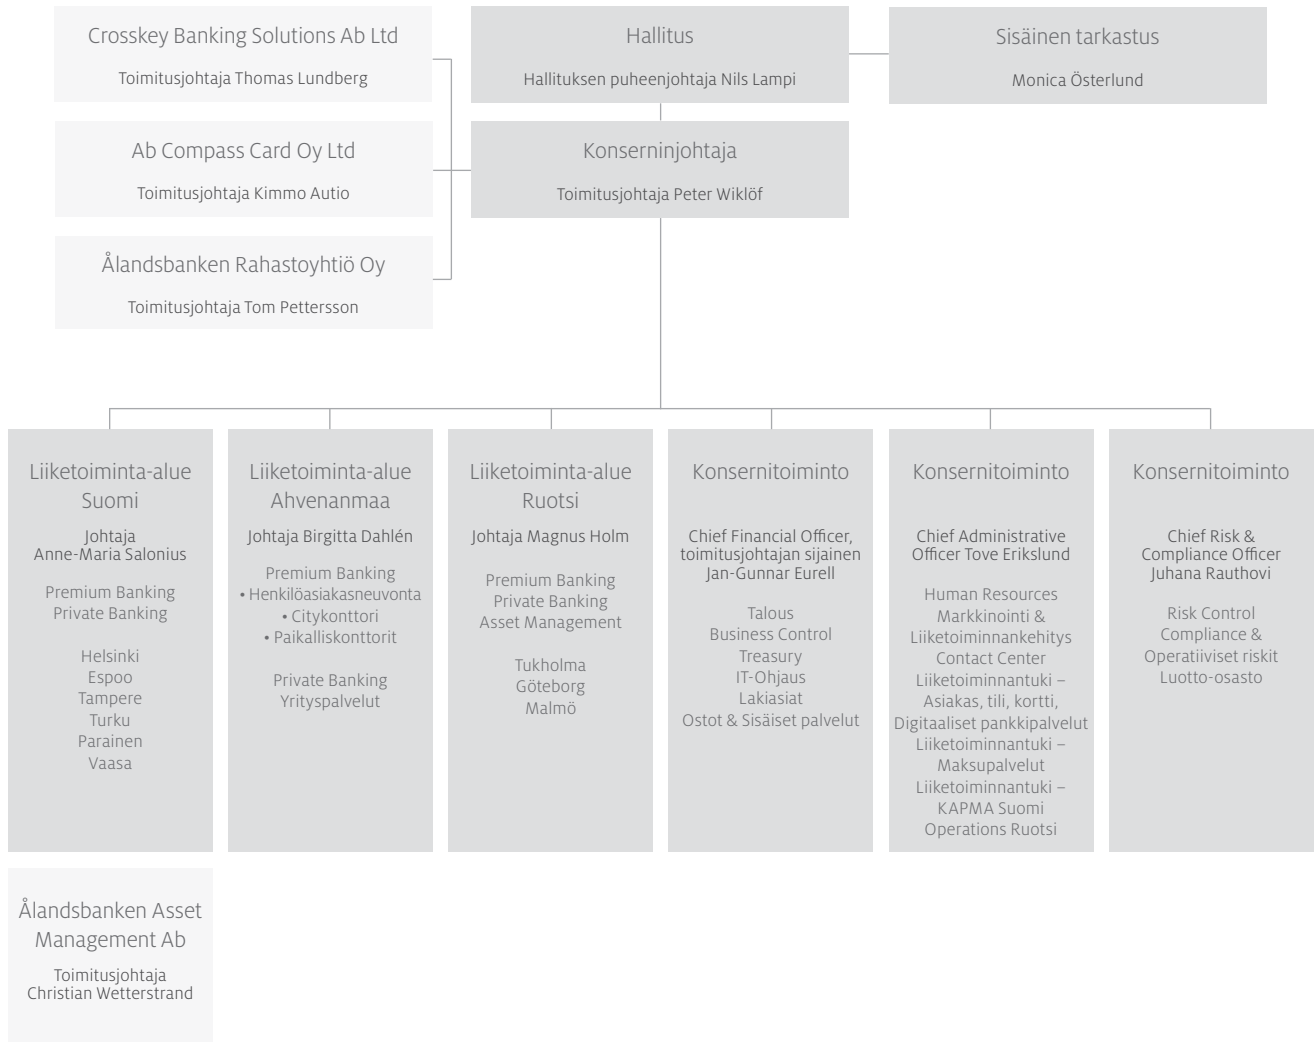 Crosskey Banking Solutions Ab Ltd
Toimitusjohtaja Thomas Lundberg
Hallitus
Hallituksen puheenjohtaja Nils Lampi
Sisäinen tarkastus
Monica Österlund
Ab Compass Card Oy Ltd
Toimitusjohtaja Kimmo Autio
Konserninjohtaja
Toimitusjohtaja Peter Wiklöf
Ålandsbanken Rahastoyhtiö Oy
Toimitusjohtaja Tom Pettersson
Liiketoiminta-alue
Suomi
Johtaja
Anne-Maria Salonius
Premium Banking
Private Banking
Helsinki
Espoo
Tampere
Turku
Parainen
Vaasa
Liiketoiminta-alue
Ahvenanmaa
Johtaja Birgitta Dahlén
Premium Banking
• Henkilöasiakasneuvonta
• Citykonttori
• Paikalliskonttorit
Private Banking
Yrityspalvelut
Liiketoiminta-alue
Ruotsi
Johtaja Magnus Holm
Premium Banking
Private Banking
Asset Management
Tukholma
Göteborg
Malmö
Konsernitoiminto
Chief Financial Officer,
toimitusjohtajan sijainen
Jan-Gunnar Eurell
Talous
Business Control
Treasury
IT-Ohjaus
Lakiasiat
Ostot & Sisäiset palvelut
Konsernitoiminto
Chief Administrative
Officer Tove Erikslund
Human Resources
Markkinointi &
Liiketoiminnankehitys
Contact Center
Liiketoiminnantuki –
Asiakas, tili, kortti,
Digitaaliset pankkipalvelut
Liiketoiminnantuki –
Maksupalvelut
Liiketoiminnantuki –
KAPMA Suomi
Operations Ruotsi
Konsernitoiminto
Chief Risk &
Compliance Officer
Juhana Rauthovi
Risk Control
Compliance &
Operatiiviset riskit
Luotto-osasto
Ålandsbanken Asset
Management Ab
Toimitusjohtaja
Christian Wetterstrand